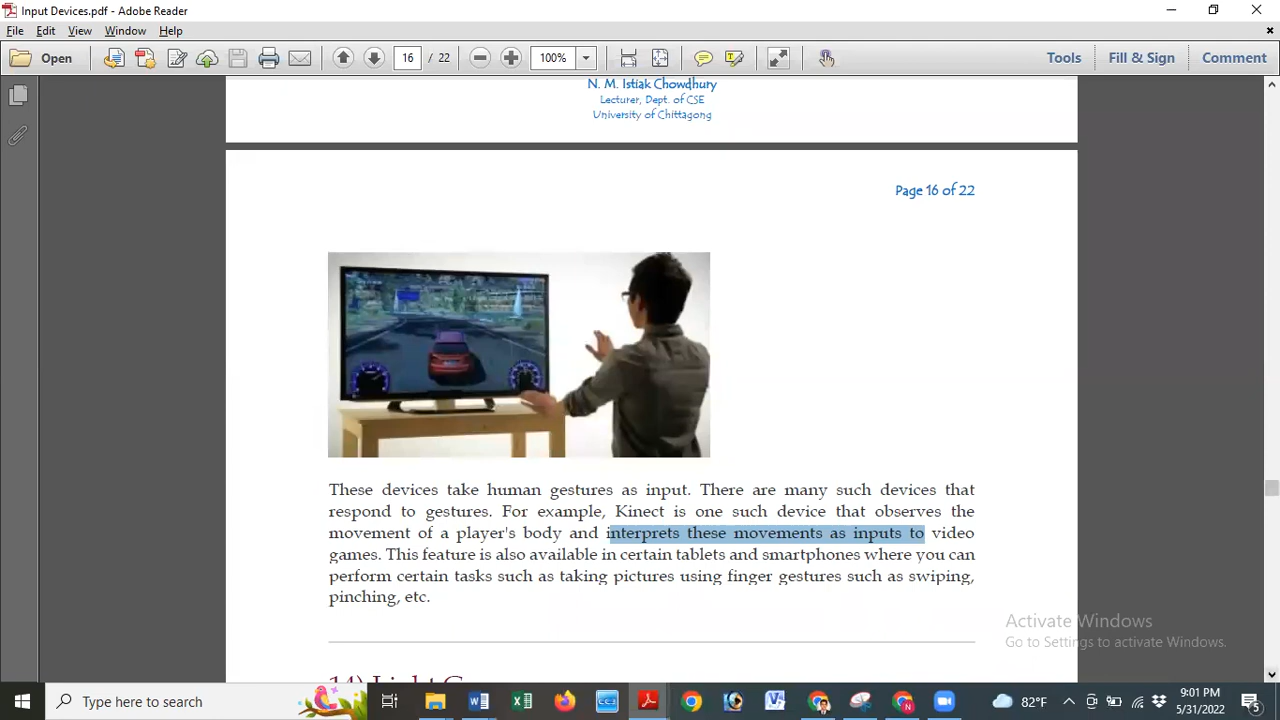 Input Devices.pdf - Adobe Reader
File Edit View Window Help
Open 16 / 22 100% Tools Fill & Sign Comment
N. M. Istiak Chowdhury
Lecturer, Dept. of CSE
University of Chittagong
Page 16 of 22
These devices take human gestures as input. There are many such devices that
respond to gestures. For example, Kinect is one such device that observes the
movement of a player's body and interprets these movements as inputs to video
games. This feature is also available in certain tablets and smartphones where you can
perform certain tasks such as taking pictures using finger gestures such as swiping,
pinching, etc.
Activate Windows
Go to Settings to activate Windows.
14) Light G
Type here to search
82°F
9:01 PM
5/31/2022
5